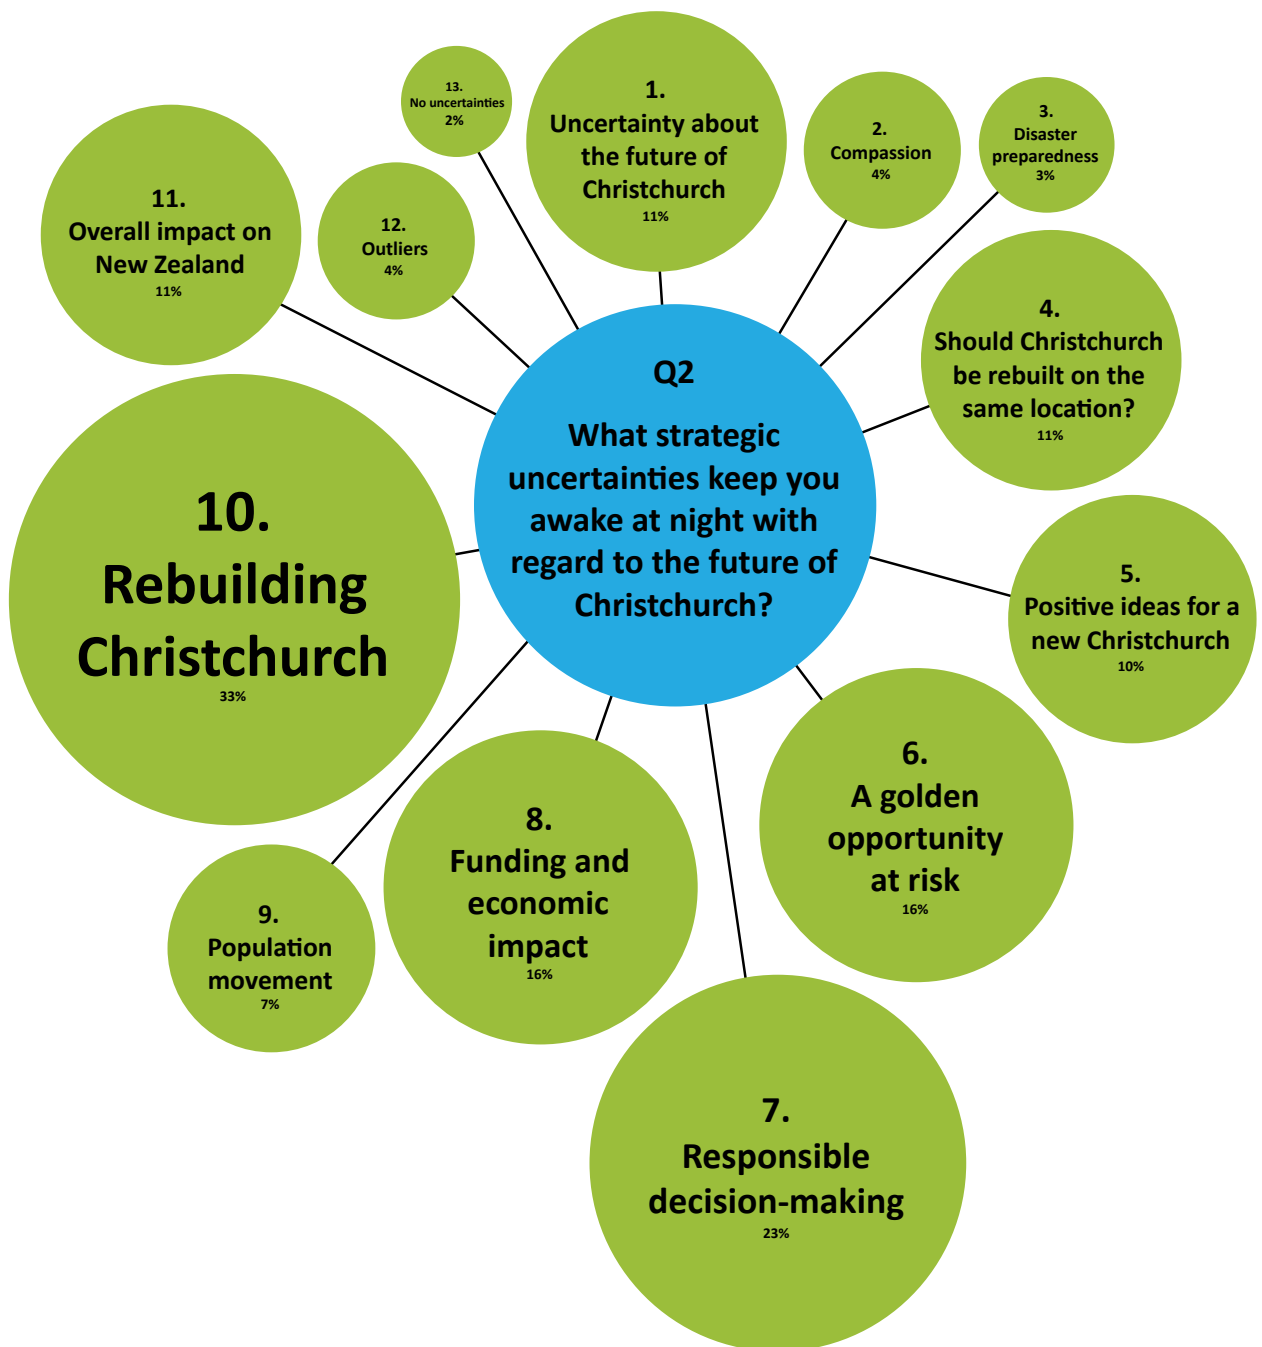 Q2
What strategic
uncertainties keep you
awake at night with
regard to the future of
Christchurch?
1.
Uncertainty about
the future of
Christchurch
11%
2.
Compassion
4%
3.
Disaster
preparedness
3%
4.
Should Christchurch
be rebuilt on the
same location?
11%
5.
Positive ideas for a
new Christchurch
10%
6.
A golden
opportunity
at risk
16%
7.
Responsible
decision-making
23%
8.
Funding and
economic
impact
16%
9.
Population
movement
7%
10.
Rebuilding
Christchurch
33%
11.
Overall impact on
New Zealand
11%
12.
Outliers
4%
13.
No uncertainties
2%